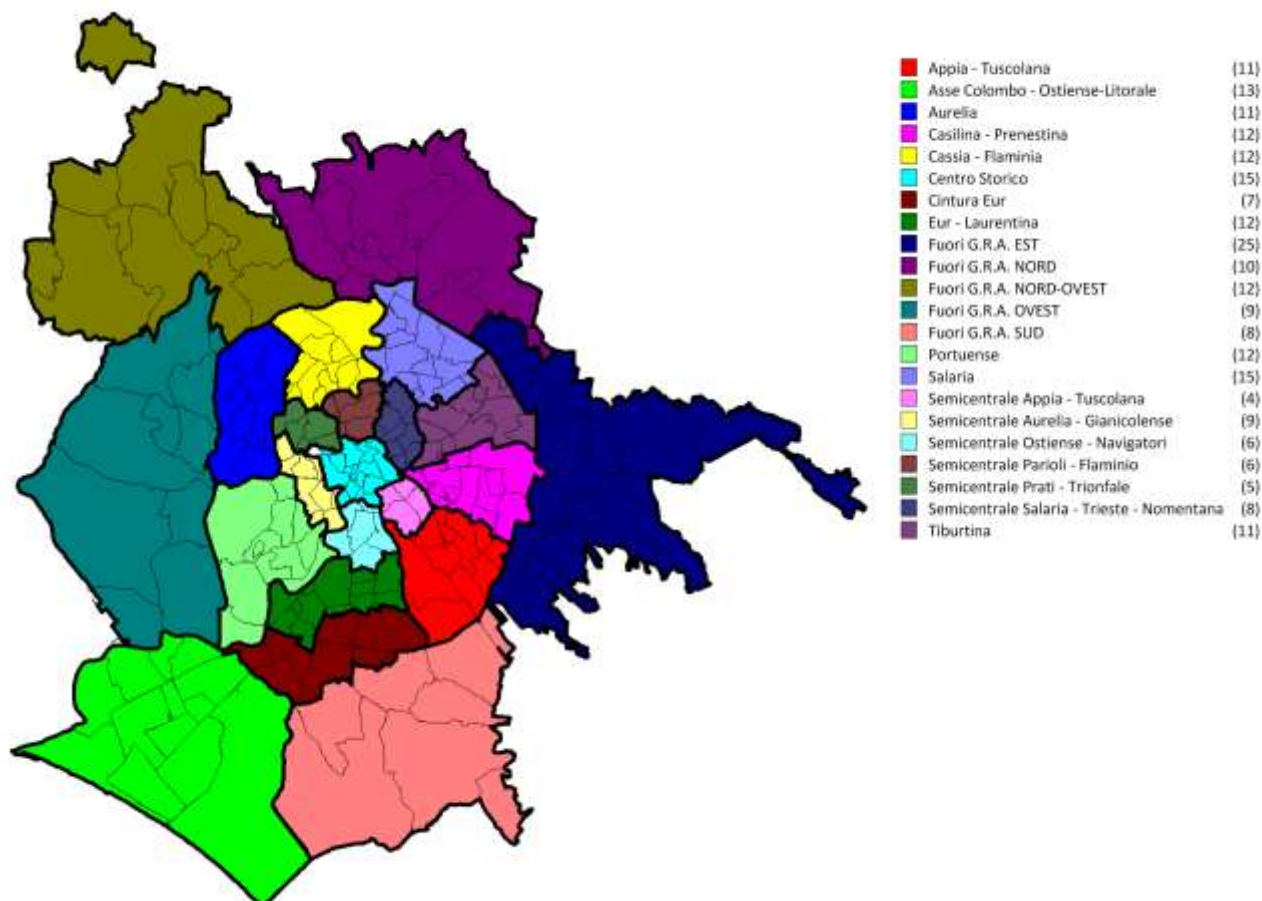 Appia - Tuscolana (11)
Asse Colombo - Ostiense-Litorale (13)
Aurelia (11)
Casilina - Prenestina (12)
Cassia - Flaminia (12)
Centro Storico (15)
Cintura Eur (7)
Eur - Laurentina (12)
Fuori G.R.A. EST (25)
Fuori G.R.A. NORD (10)
Fuori G.R.A. NORD-OVEST (12)
Fuori G.R.A. OVEST (9)
Fuori G.R.A. SUD (8)
Portuense (12)
Salaria (15)
Semicentrale Appia - Tuscolana (4)
Semicentrale Aurelia - Gianicolense (9)
Semicentrale Ostiense - Navigatori (6)
Semicentrale Parioli - Flaminio (6)
Semicentrale Prati - Trionfale (5)
Semicentrale Salaria - Trieste - Nomentana (8)
Tiburtina (11)